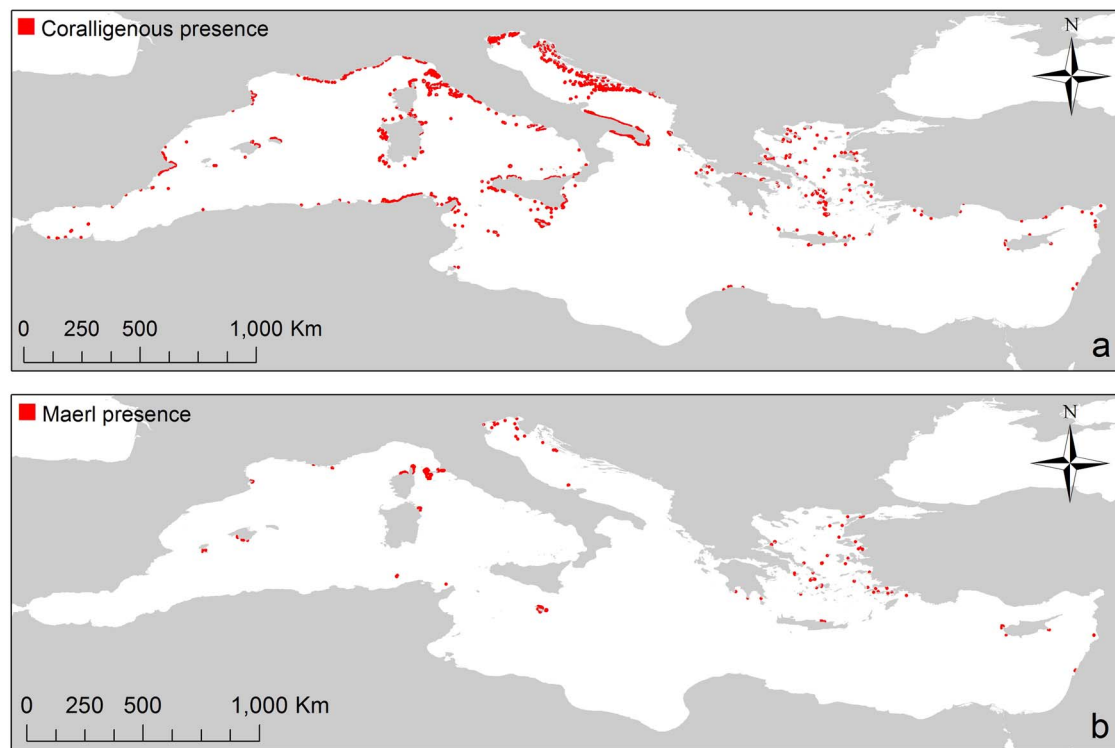 Coralligenous presence
N
0 250 500 1,000 Km
a
Maerl presence
N
0 250 500 1,000 Km
b